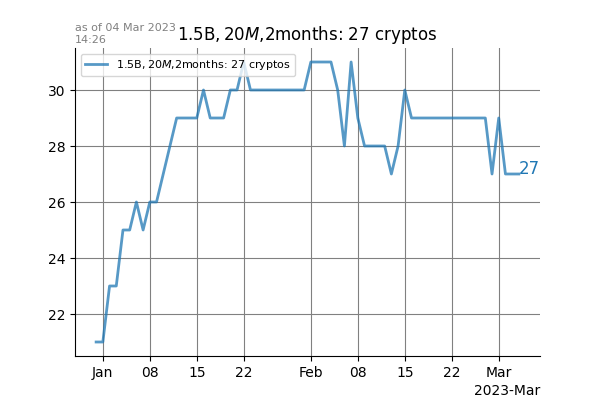 as of 04 Mar 2023
14:26
1.5B, 20M,2months: 27 cryptos
1.5B, 20M,2months: 27 cryptos
30
28
26
24
22
27
Jan 08 15 22 Feb 08 15 22 Mar
2023-Mar